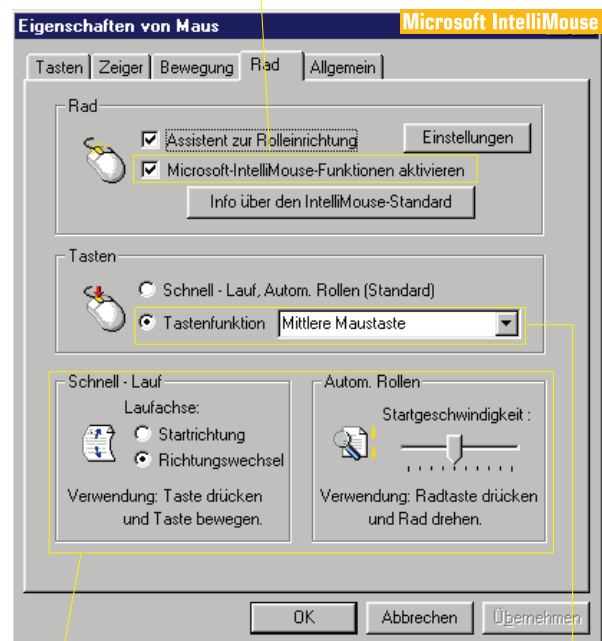 Eigenschaften von Maus
Microsoft IntelliMouse
Tasten
Zeiger
Bewegung
Rad
Allgemein
Rad
Assistent zur Rolleinrichtung
Einstellungen
Microsoft-IntelliMouse-Funktionen aktivieren
Info über den IntelliMouse-Standard
Tasten
Schnell - Lauf, Autom. Rollen (Standard)
Tastenfunktion
Mittlere Maustaste
Schnell - Lauf
Laufachse:
Startrichtung
Richtungswechsel
Verwendung: Taste drücken
und Taste bewegen.
Autom. Rollen
Startgeschwindigkeit :
Verwendung: Radtaste drücken
und Rad drehen.
OK
Abbrechen
Übernehmen